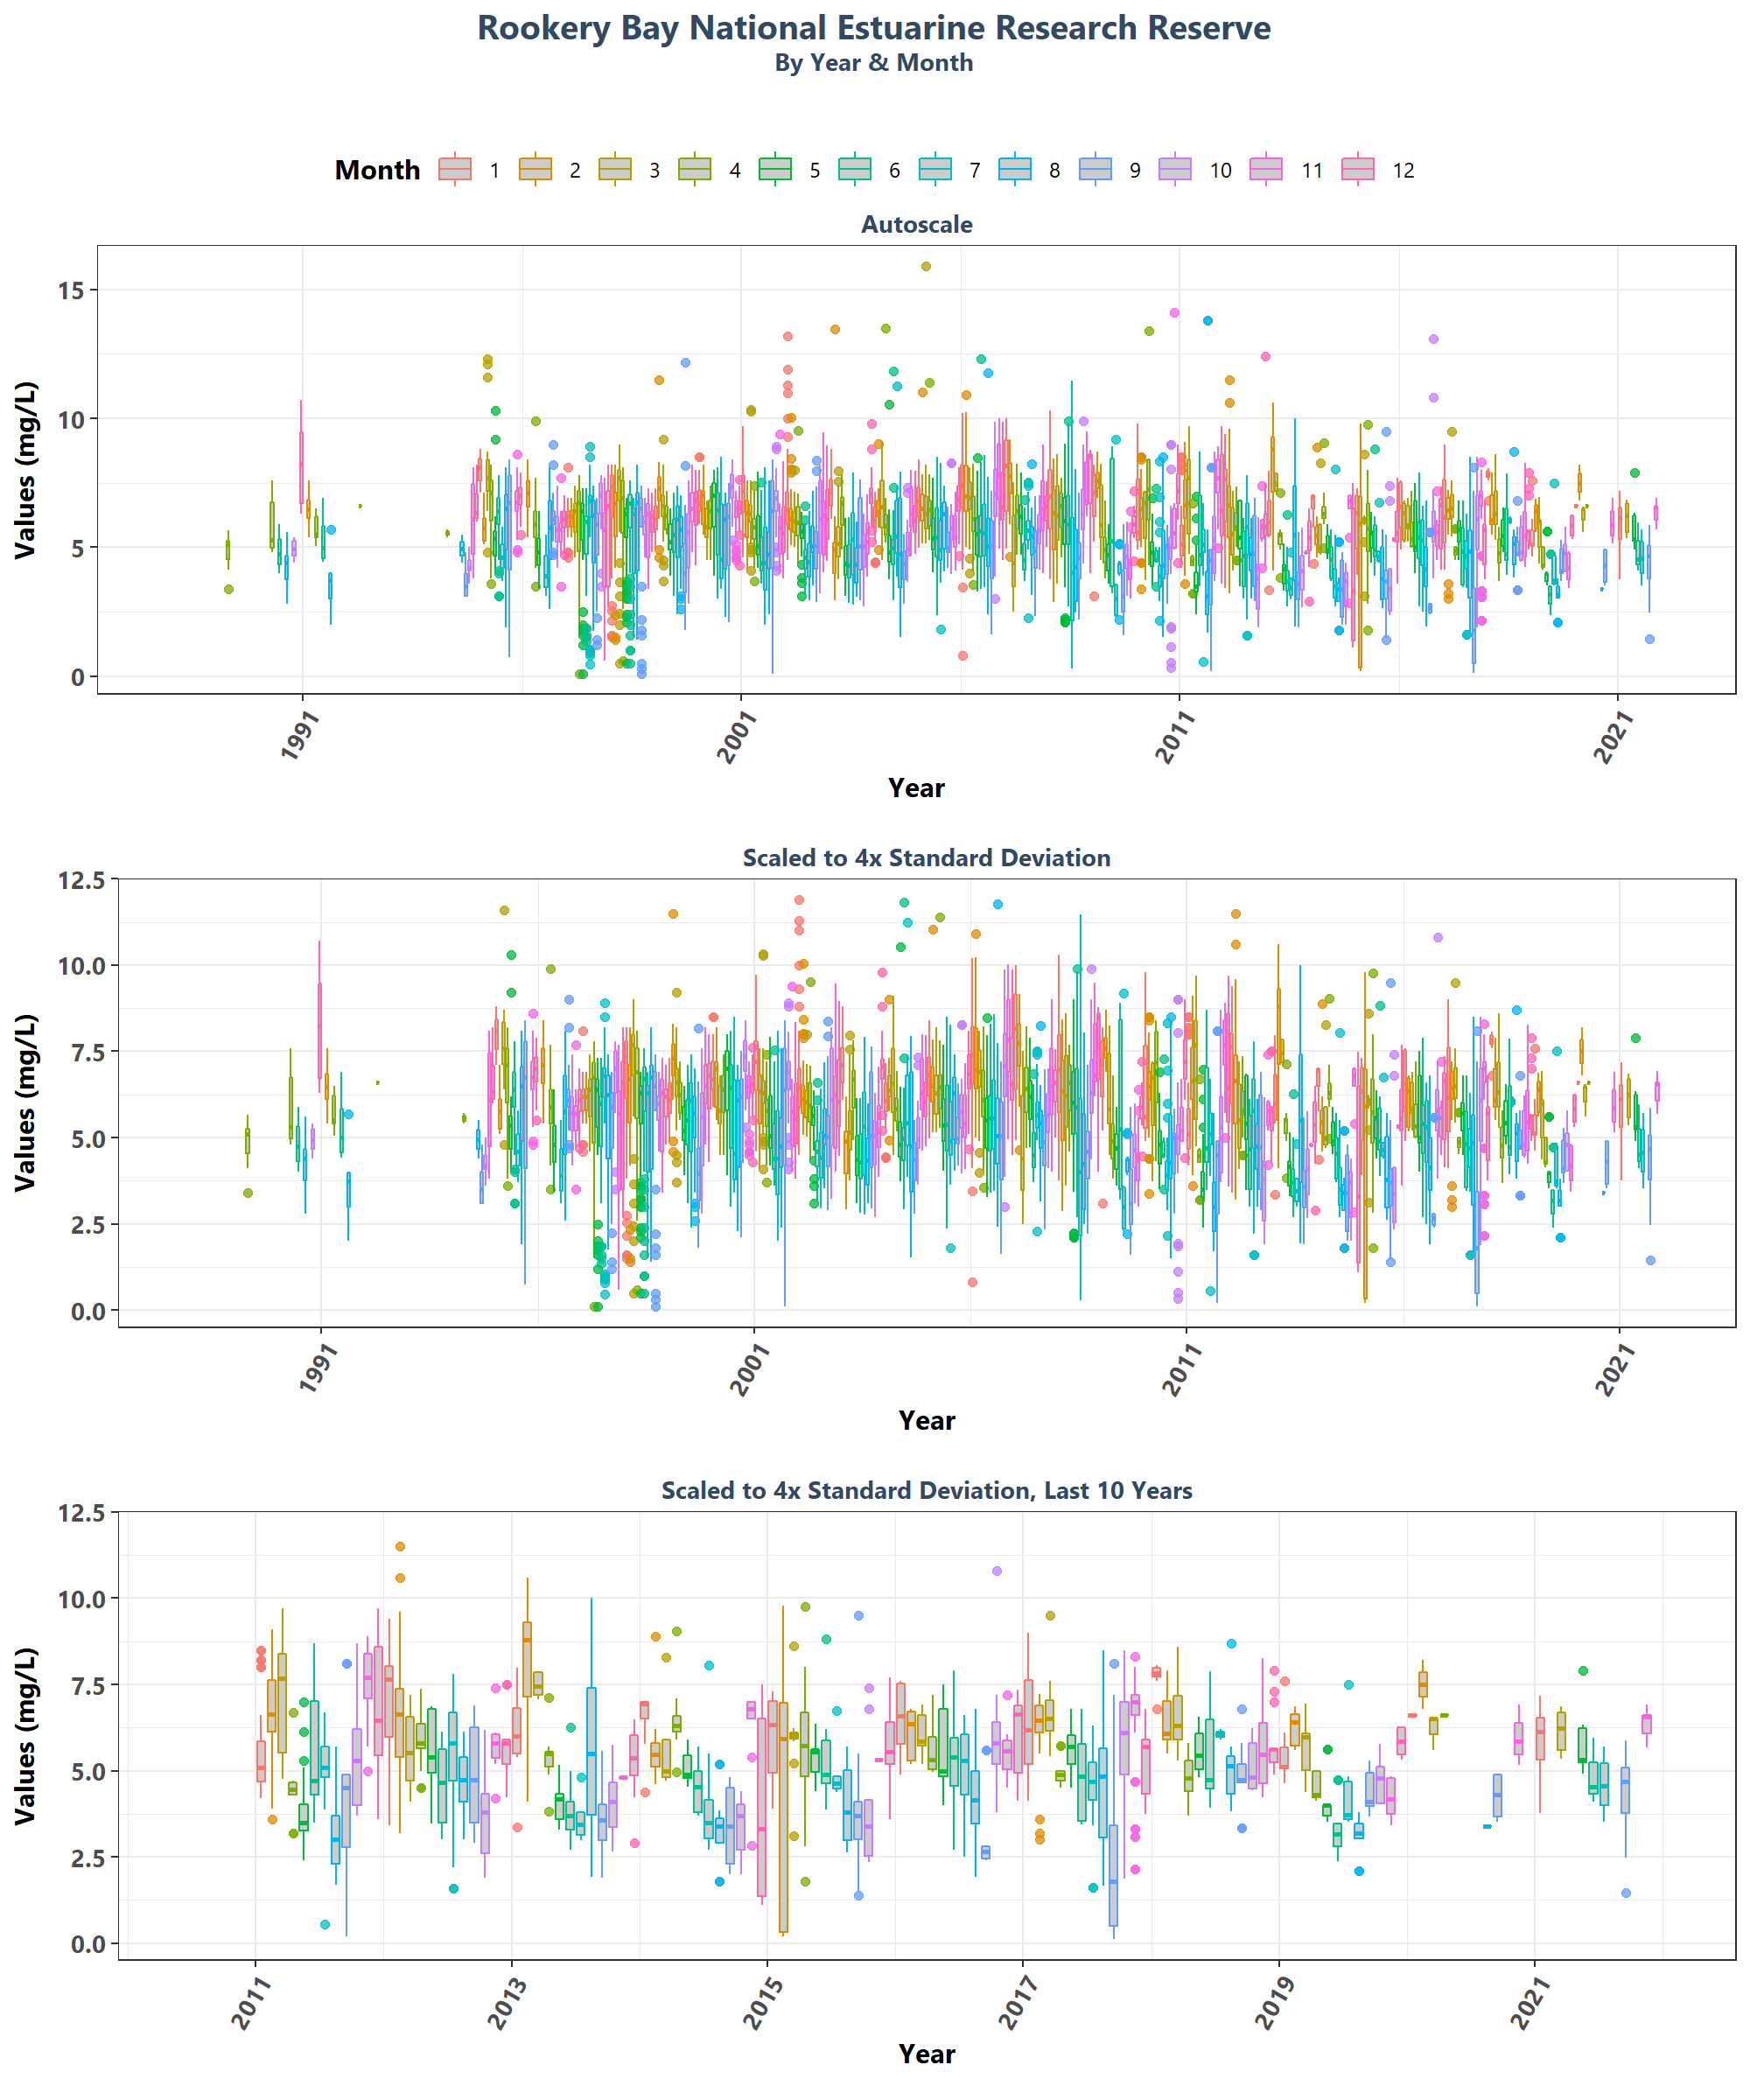 Rookery Bay National Estuarine Research Reserve
By Year & Month
Month 1 2 3 4 5 6 7 8 9 10 11 12
Autoscale
Values (mg/L)
15
10
5
0
1991 2001 2011 2021
Year
Scaled to 4x Standard Deviation
Values (mg/L)
12.5
10.0
7.5
5.0
2.5
0.0
1991 2001 2011 2021
Year
Scaled to 4x Standard Deviation, Last 10 Years
Values (mg/L)
12.5
10.0
7.5
5.0
2.5
0.0
2011 2013 2015 2017 2019 2021
Year